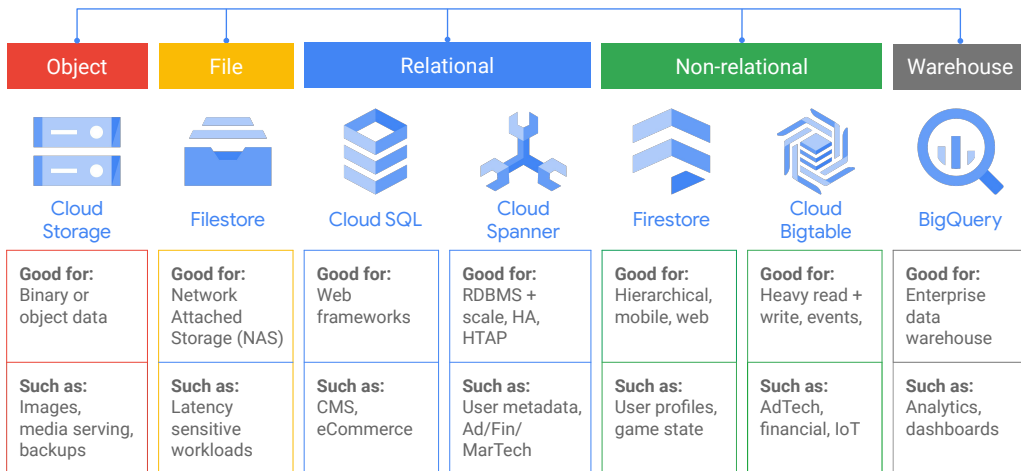 Object
File
Relational
Non-relational
Warehouse
Cloud
Storage
Filestore
Cloud SQL
Cloud
Spanner
Firestore
Cloud
Bigtable
BigQuery
Good for:
Binary or
object data
Good for:
Network
Attached
Storage (NAS)
Good for:
Web
frameworks
Good for:
RDBMS +
scale, HA,
HTAP
Good for:
Hierarchical,
mobile, web
Good for:
Heavy read +
write, events,
Good for:
Enterprise
data
warehouse
Such as:
Images,
media serving,
backups
Such as:
Latency
sensitive
workloads
Such as:
CMS,
eCommerce
Such as:
User metadata,
Ad/Fin/
MarTech
Such as:
User profiles,
game state
Such as:
AdTech,
financial, IoT
Such as:
Analytics,
dashboards